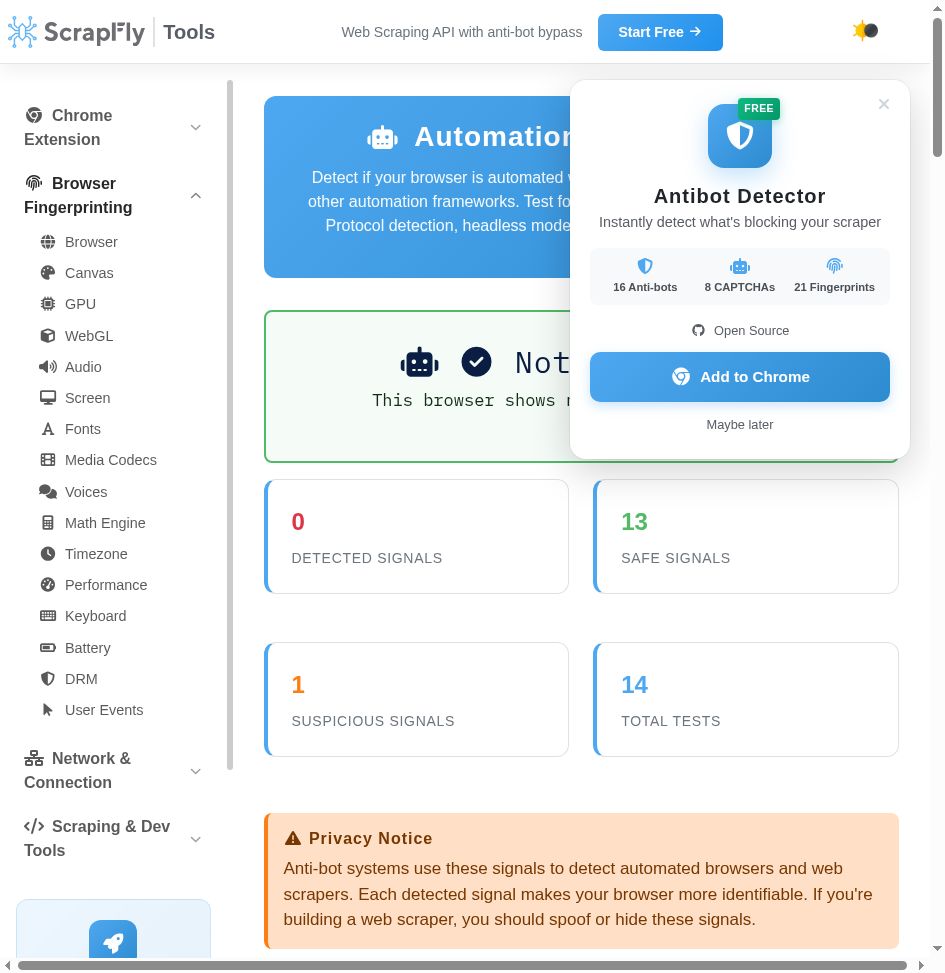 ScrapFly Tools
Web Scraping API with anti-bot bypass
Start Free
Chrome
Extension
Browser
Fingerprinting
Browser
Canvas
GPU
WebGL
Audio
Screen
Fonts
Media Codecs
Voices
Math Engine
Timezone
Performance
Keyboard
Battery
DRM
User Events
Network &
Connection
Scraping & Dev
Tools
Automation
Detect if your browser is automated
other automation frameworks. Test
Protocol detection, headless
Not
This browser shows
FREE
Antibot Detector
Instantly detect what's blocking your scraper
16 Anti-bots
8 CAPTCHAs
21 Fingerprints
Open Source
Add to Chrome
Maybe later
0
DETECTED SIGNALS
13
SAFE SIGNALS
1
SUSPICIOUS SIGNALS
14
TOTAL TESTS
Privacy Notice
Anti-bot systems use these signals to detect automated browsers and web
scrapers. Each detected signal makes your browser more identifiable. If you're
building a web scraper, you should spoof or hide these signals.